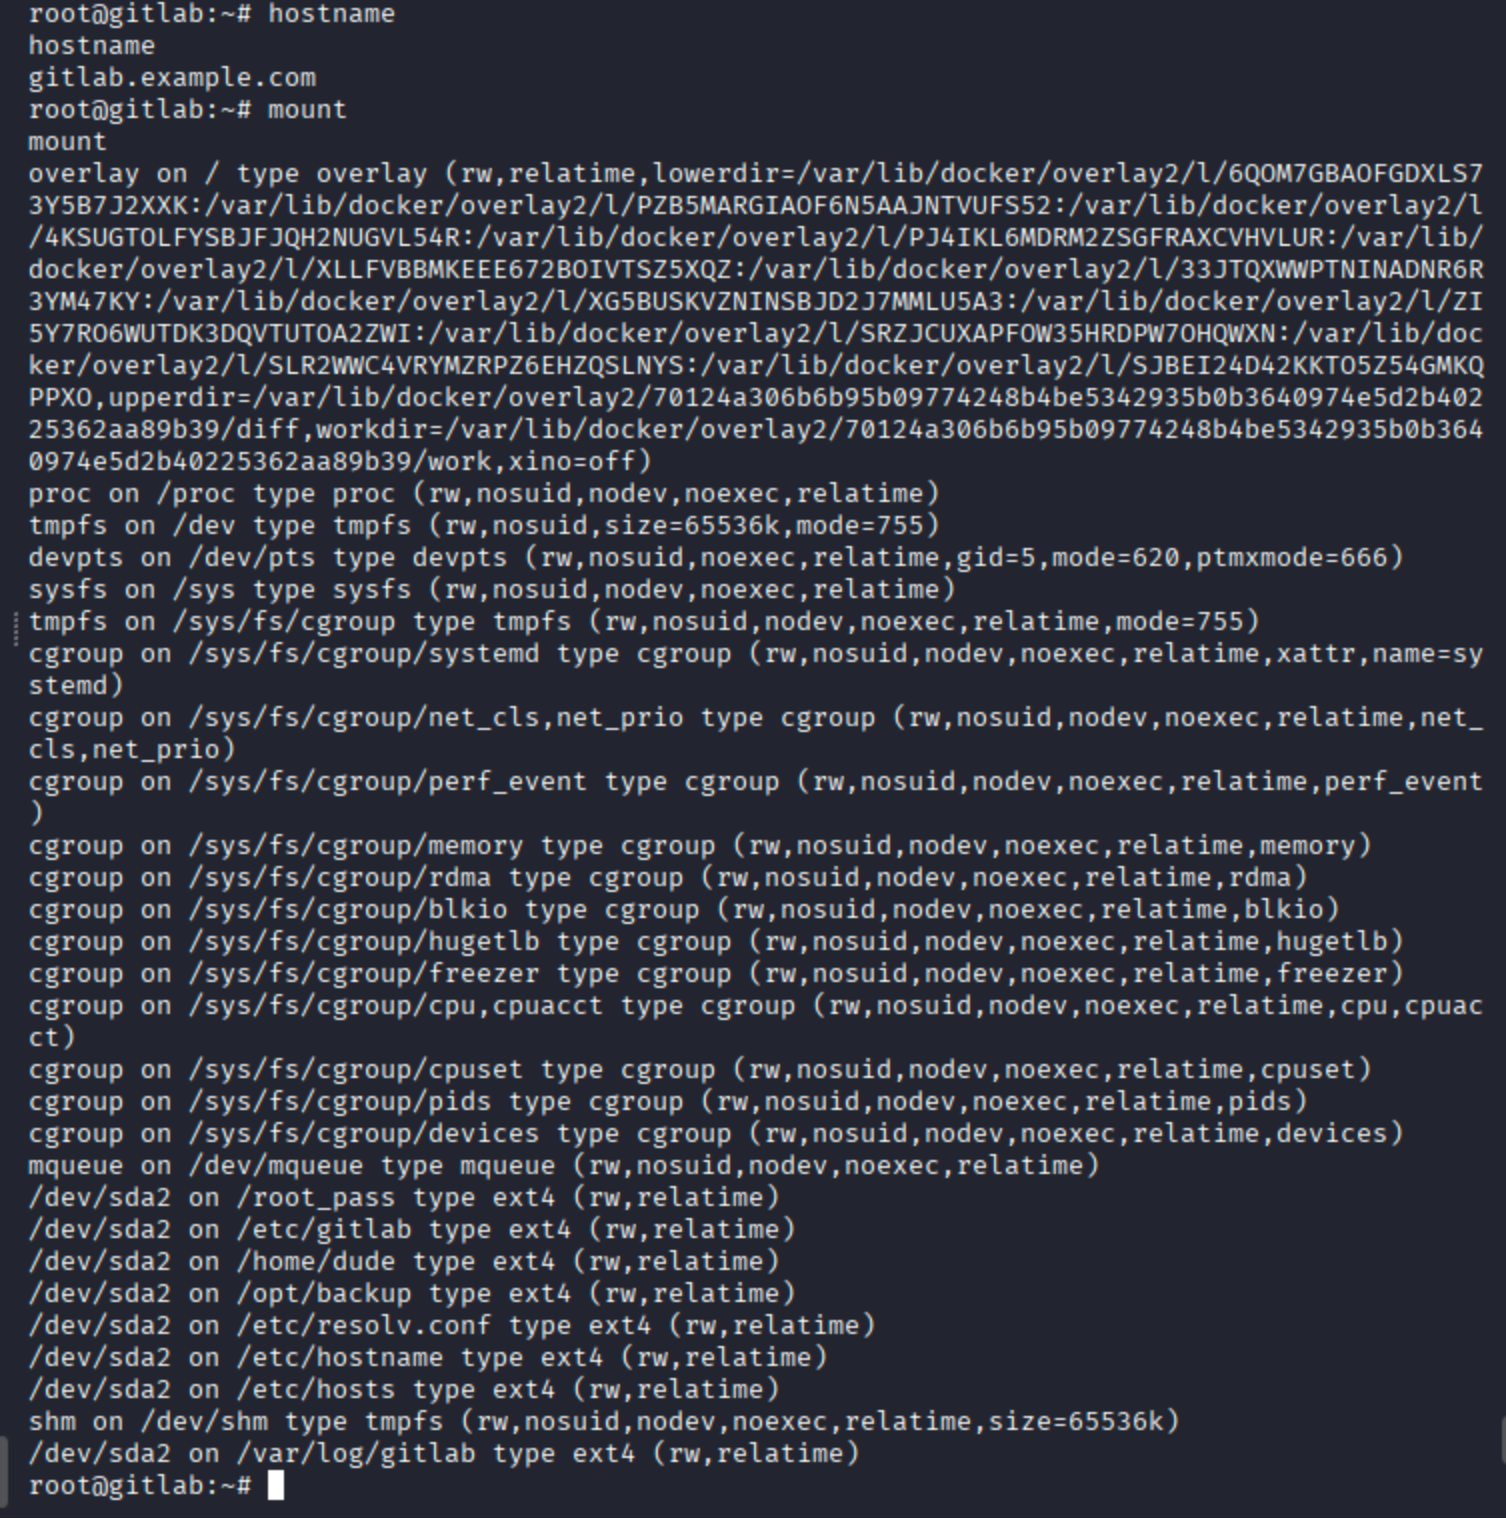 root@gitlab:~# hostname
hostname
gitlab.example.com
root@gitlab:~# mount
mount
overlay on / type overlay (rw,relatime,lowerdir=/var/lib/docker/overlay2/l/6QOM7GBAOFGDXLS7
3Y5B7J2XXK:/var/lib/docker/overlay2/l/PZB5MARGIAOF6N5AAJNTVUFS52:/var/lib/docker/overlay2/l
/4KSUGTOLFYSBJFJQH2NUGVL54R:/var/lib/docker/overlay2/l/PJ4IKL6MDRM2ZSGFRAXCVHVLUR:/var/lib/
docker/overlay2/l/XLLFVBBMKEEE672BOIVTSZ5XQZ:/var/lib/docker/overlay2/l/33JTQXWWPTNINADNR6R
3YM47KY:/var/lib/docker/overlay2/l/XG5BUSKVZNINSBJD2J7MMLU5A3:/var/lib/docker/overlay2/l/ZI
5Y7RO6WUTDK3DQVTUTOA2ZWI:/var/lib/docker/overlay2/l/SRZJCUXAPFOW35HRDPW7OHQWXN:/var/lib/doc
ker/overlay2/l/SLR2WWC4VRYMZRPZ6EHZQSLNYS:/var/lib/docker/overlay2/l/SJBEI24D42KKTO5Z54GMKQ
PPXO,upperdir=/var/lib/docker/overlay2/70124a306b6b95b09774248b4be5342935b0b3640974e5d2b402
25362aa89b39/diff,workdir=/var/lib/docker/overlay2/70124a306b6b95b09774248b4be5342935b0b364
0974e5d2b40225362aa89b39/work,xino=off)
proc on /proc type proc (rw,nosuid,nodev,noexec,relatime)
tmpfs on /dev type tmpfs (rw,nosuid,size=65536k,mode=755)
devpts on /dev/pts type devpts (rw,nosuid,noexec,relatime,gid=5,mode=620,ptmxmode=666)
sysfs on /sys type sysfs (rw,nosuid,nodev,noexec,relatime)
tmpfs on /sys/fs/cgroup type tmpfs (rw,nosuid,nodev,noexec,relatime,mode=755)
cgroup on /sys/fs/cgroup/systemd type cgroup (rw,nosuid,nodev,noexec,relatime,xattr,name=sy
stemd)
cgroup on /sys/fs/cgroup/net_cls,net_prio type cgroup (rw,nosuid,nodev,noexec,relatime,net_
cls,net_prio)
cgroup on /sys/fs/cgroup/perf_event type cgroup (rw,nosuid,nodev,noexec,relatime,perf_event
)
cgroup on /sys/fs/cgroup/memory type cgroup (rw,nosuid,nodev,noexec,relatime,memory)
cgroup on /sys/fs/cgroup/rdma type cgroup (rw,nosuid,nodev,noexec,relatime,rdma)
cgroup on /sys/fs/cgroup/blkio type cgroup (rw,nosuid,nodev,noexec,relatime,blkio)
cgroup on /sys/fs/cgroup/hugetlb type cgroup (rw,nosuid,nodev,noexec,relatime,hugetlb)
cgroup on /sys/fs/cgroup/freezer type cgroup (rw,nosuid,nodev,noexec,relatime,freezer)
cgroup on /sys/fs/cgroup/cpu,cpuacct type cgroup (rw,nosuid,nodev,noexec,relatime,cpu,cpuac
ct)
cgroup on /sys/fs/cgroup/cpuset type cgroup (rw,nosuid,nodev,noexec,relatime,cpuset)
cgroup on /sys/fs/cgroup/pids type cgroup (rw,nosuid,nodev,noexec,relatime,pids)
cgroup on /sys/fs/cgroup/devices type cgroup (rw,nosuid,nodev,noexec,relatime,devices)
mqueue on /dev/mqueue type mqueue (rw,nosuid,nodev,noexec,relatime)
/dev/sda2 on /root_pass type ext4 (rw,relatime)
/dev/sda2 on /etc/gitlab type ext4 (rw,relatime)
/dev/sda2 on /home/dude type ext4 (rw,relatime)
/dev/sda2 on /opt/backup type ext4 (rw,relatime)
/dev/sda2 on /etc/resolv.conf type ext4 (rw,relatime)
/dev/sda2 on /etc/hostname type ext4 (rw,relatime)
/dev/sda2 on /etc/hosts type ext4 (rw,relatime)
shm on /dev/shm type tmpfs (rw,nosuid,nodev,noexec,relatime,size=65536k)
/dev/sda2 on /var/log/gitlab type ext4 (rw,relatime)
root@gitlab:~#